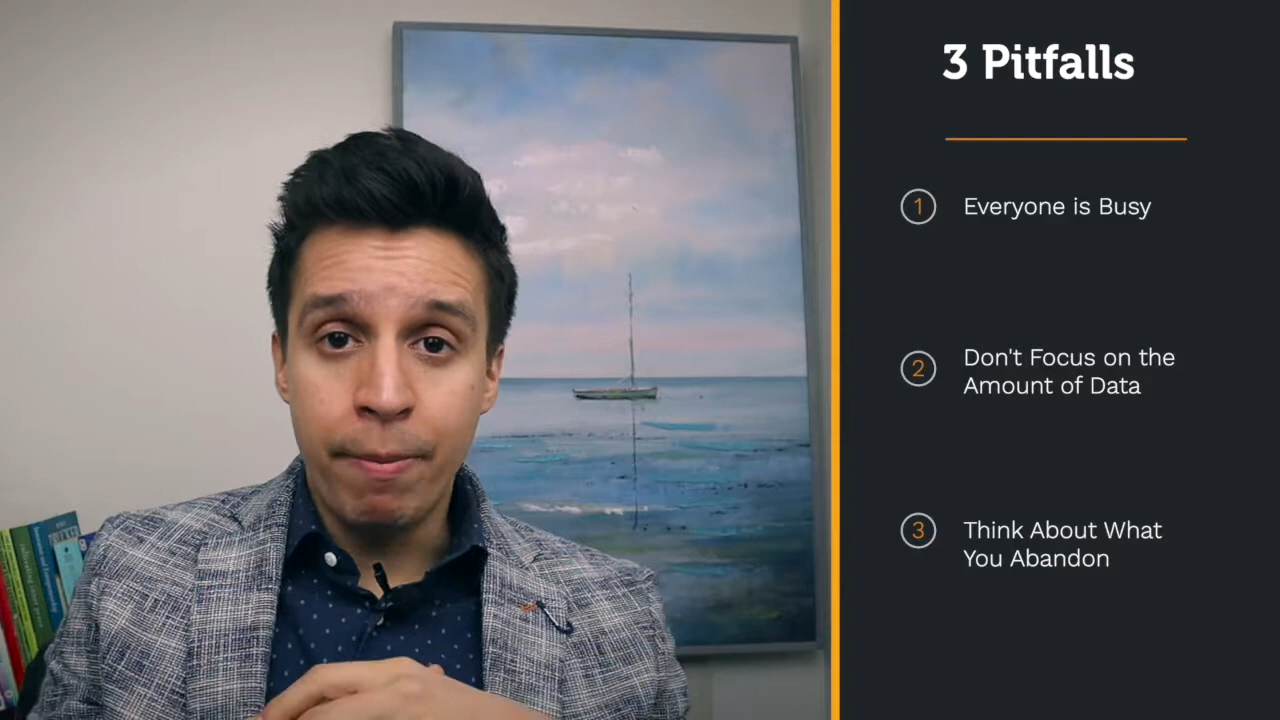 3 Pitfalls
1 Everyone is Busy
2 Don't Focus on the
Amount of Data
3 Think About What
You Abandon